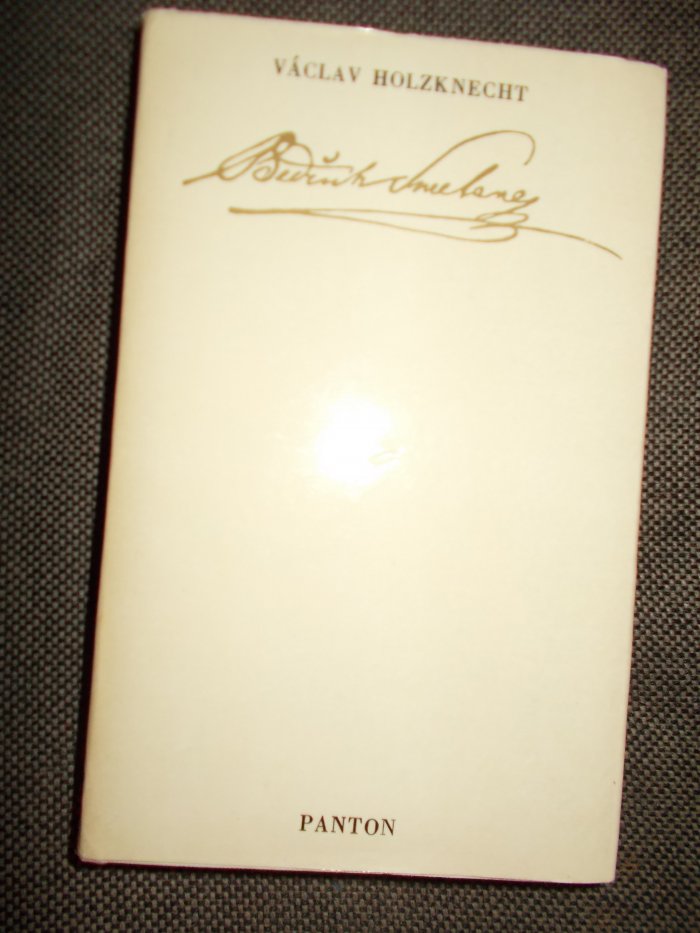 VÁCLAV HOLZKNECHT
Bedřich Smetana
PANTON